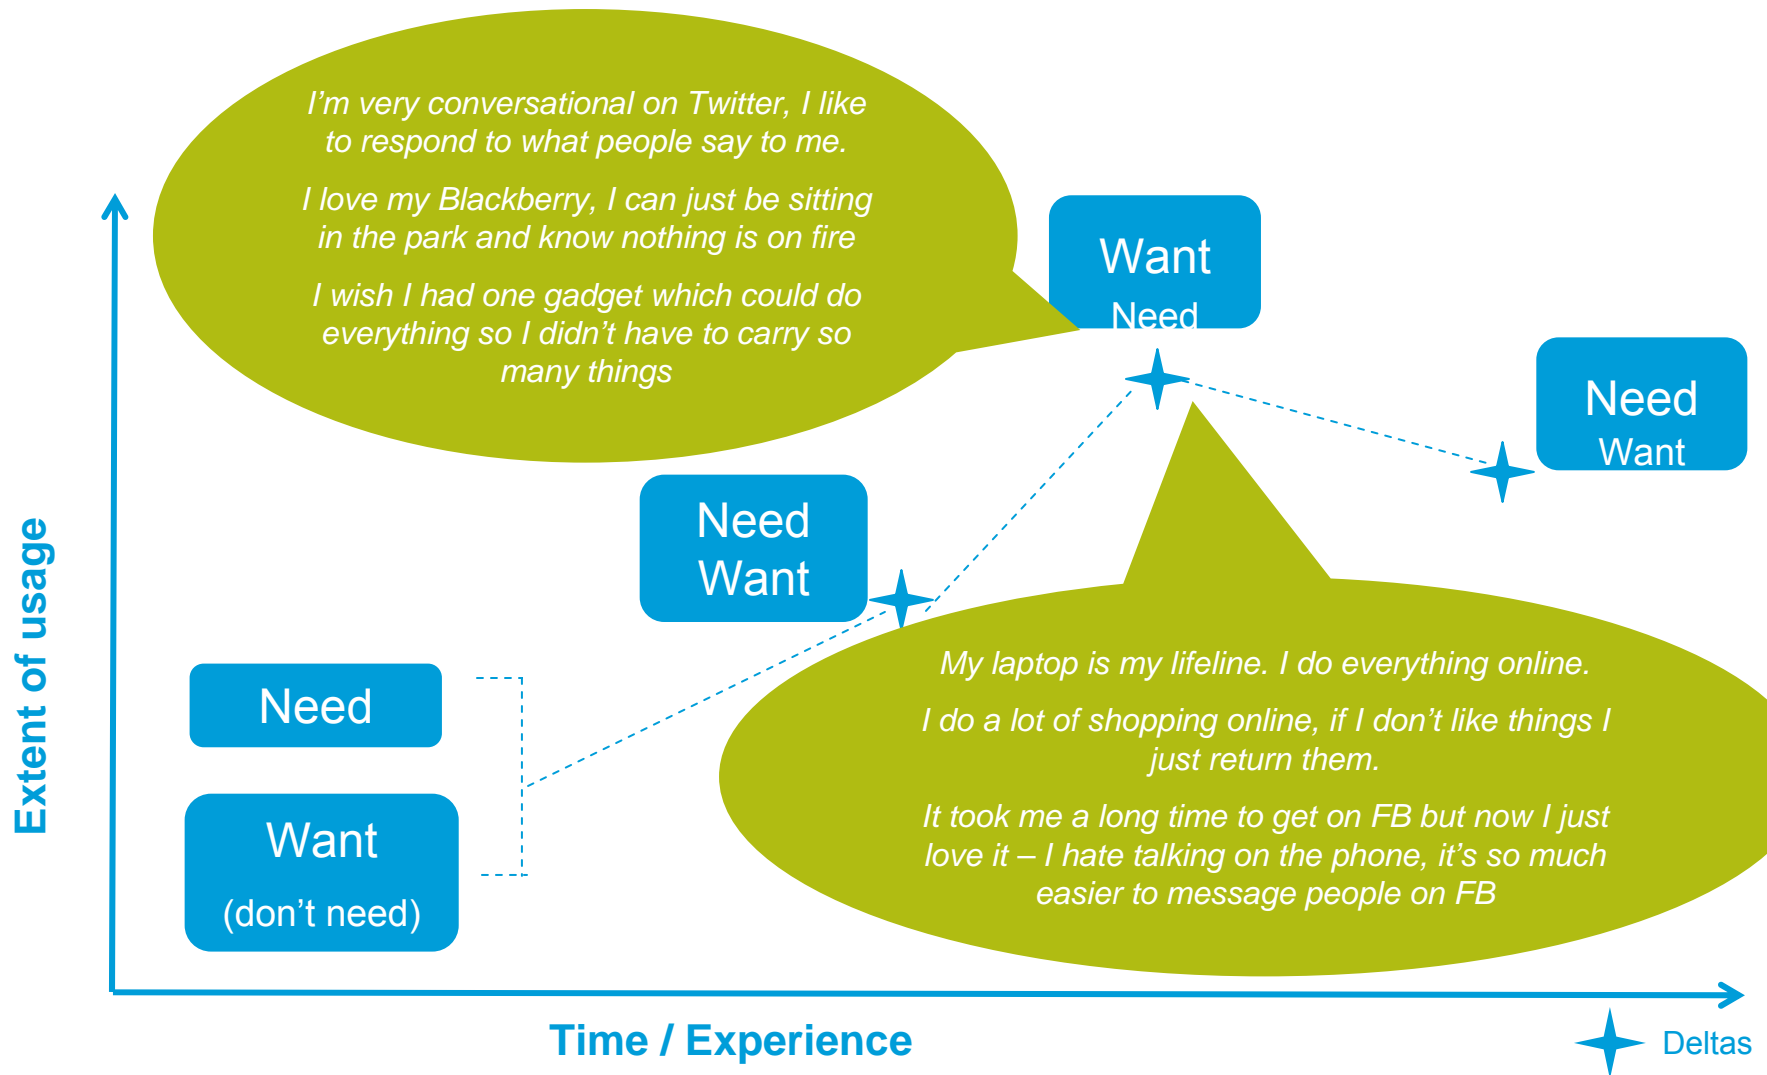 I’m very conversational on Twitter, I like
to respond to what people say to me.
I love my Blackberry, I can just be sitting
in the park and know nothing is on fire
I wish I had one gadget which could do
everything so I didn’t have to carry so
many things
Want
Need
Need
Want
Need
Want
Need
Want
(don’t need)
My laptop is my lifeline. I do everything online.
I do a lot of shopping online, if I don’t like things I
just return them.
It took me a long time to get on FB but now I just
love it – I hate talking on the phone, it’s so much
easier to message people on FB
Extent of usage
Time / Experience
Deltas